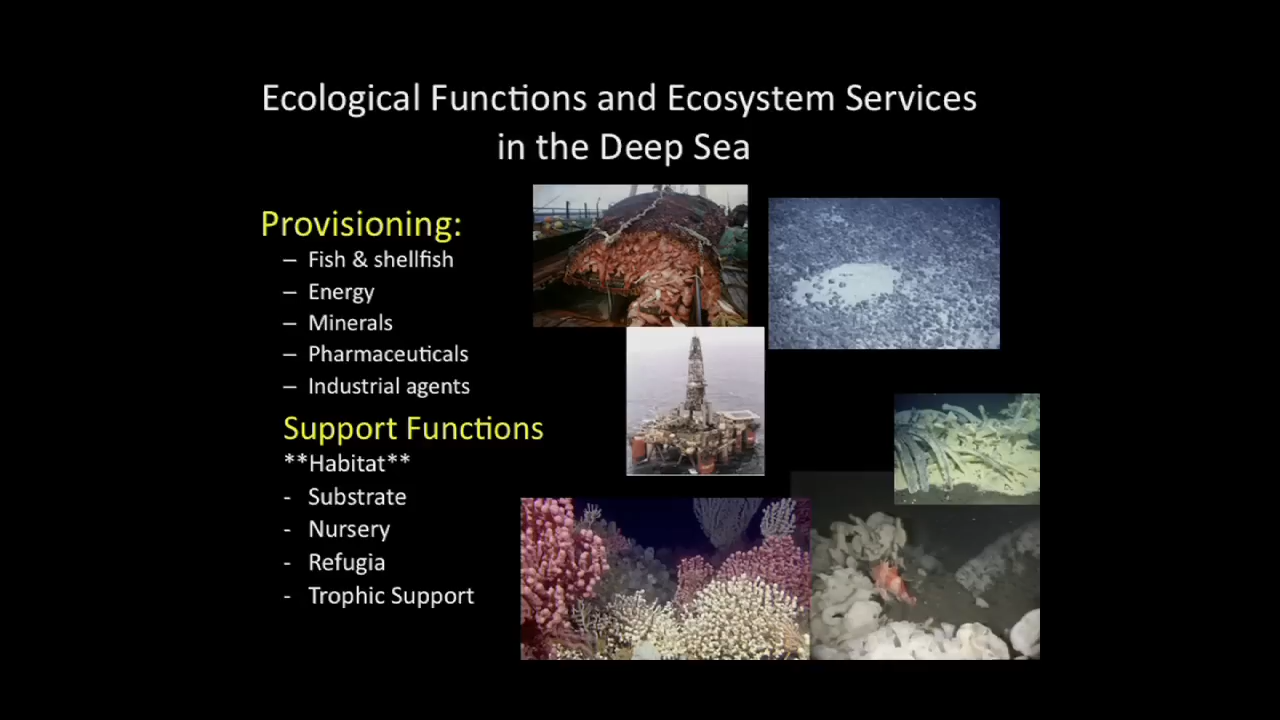 Ecological Functions and Ecosystem Services
in the Deep Sea
Provisioning:
– Fish & shellfish
– Energy
– Minerals
– Pharmaceuticals
– Industrial agents
Support Functions
**Habitat**
- Substrate
- Nursery
- Refugia
- Trophic Support